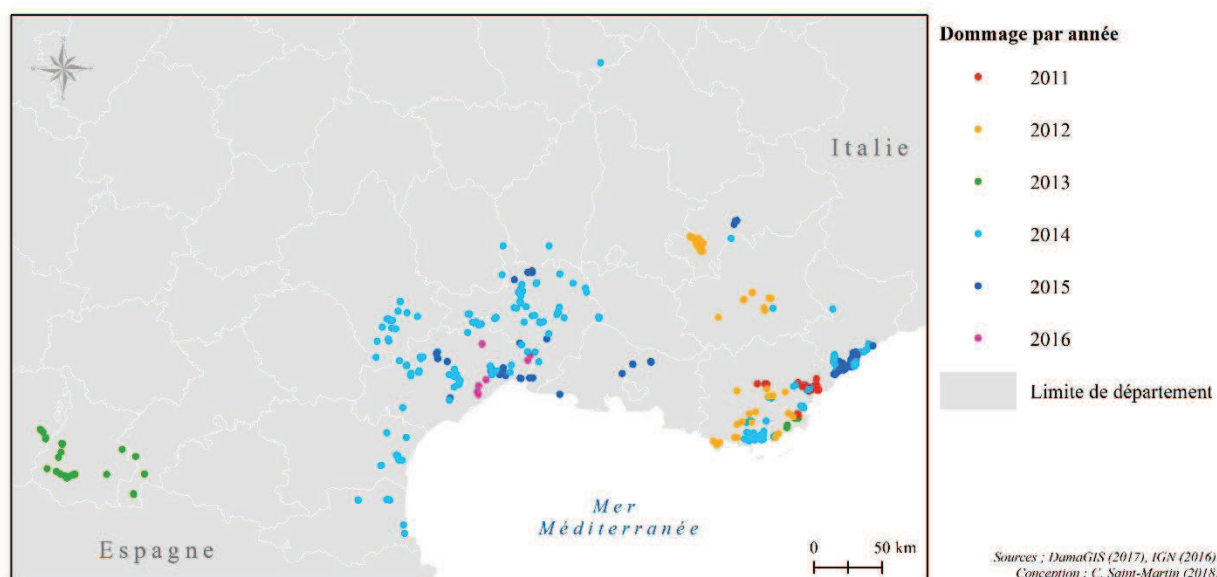 Dommage par année
2011
2012
2013
2014
2015
2016
Limite de département
Italie
Espagne
Mer
Méditerranée
0 50 km
Sources ; DamaGIS (2017), IGN (2016)
Conception : C. Saint-Martin (2018